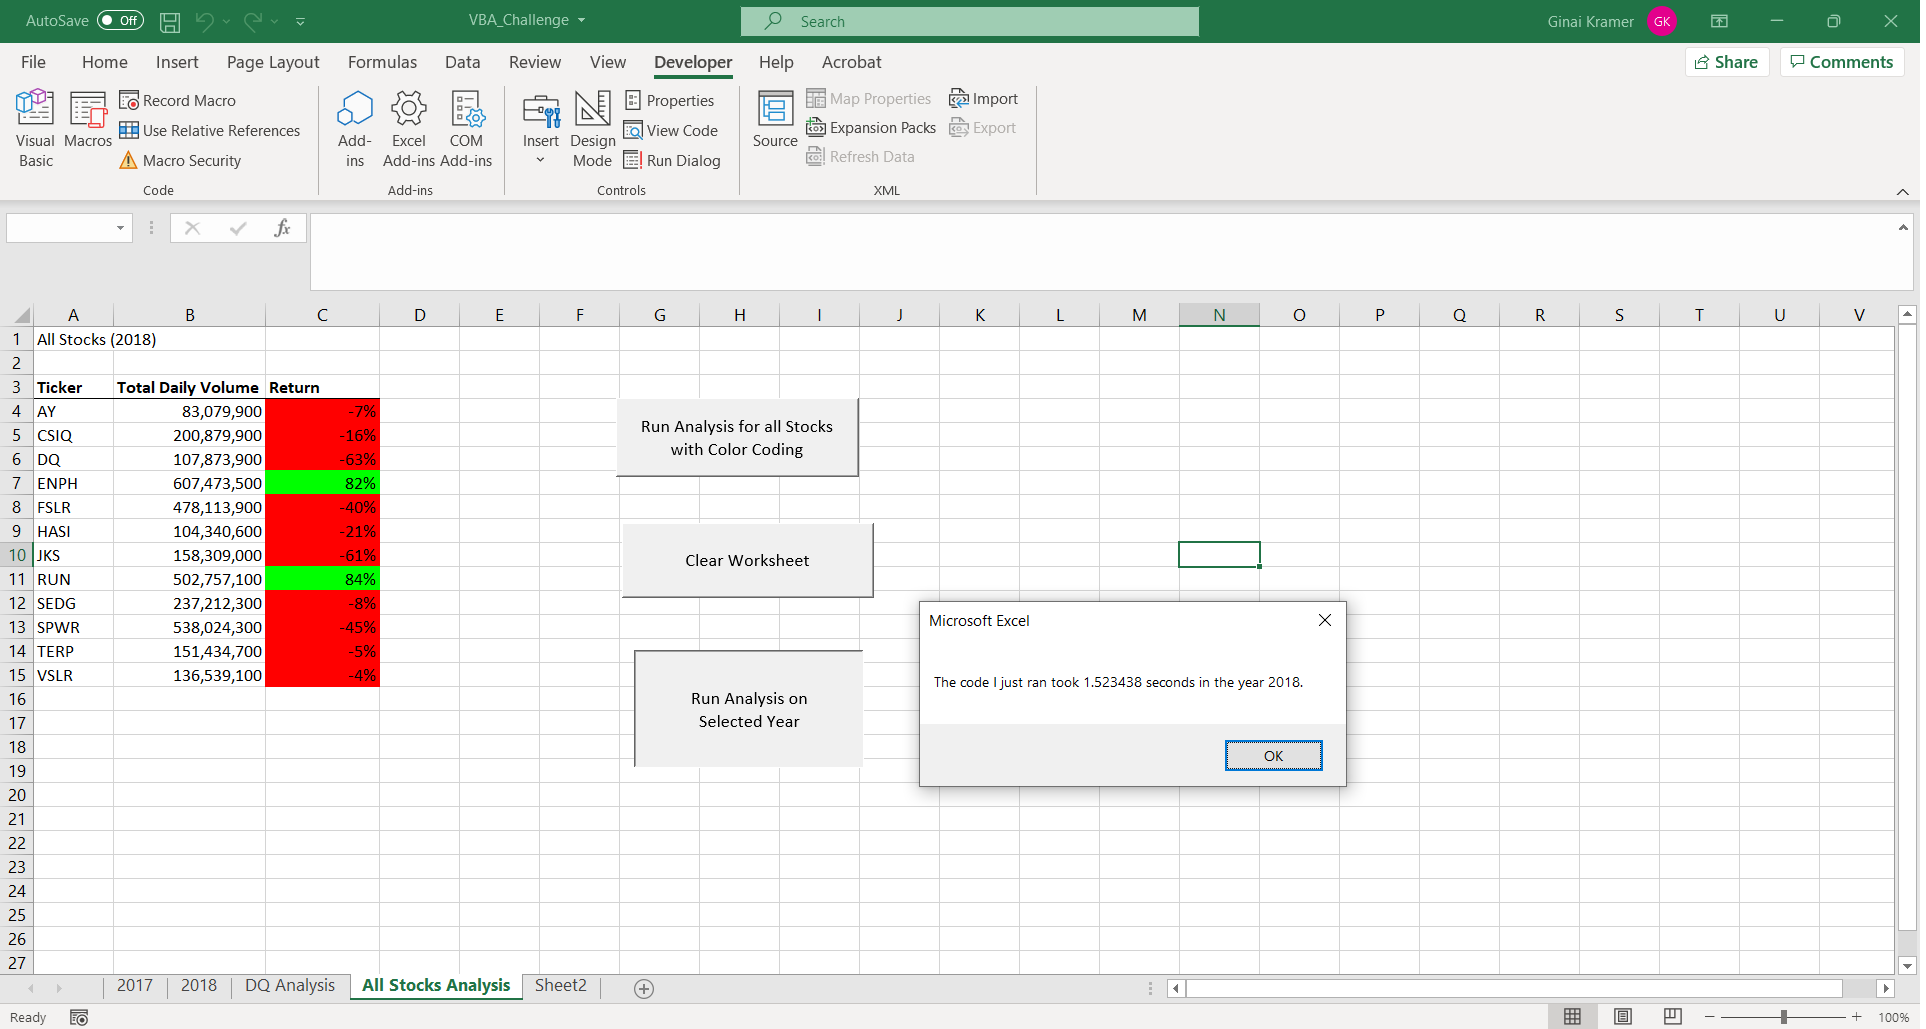 AutoSave Off VBA_Challenge Search Ginai Kramer GK
File Home Insert Page Layout Formulas Data Review View Developer Help Acrobat Share Comments
Visual Basic
Macros
Record Macro
Use Relative References
Macro Security
Code
Add-
ins
Excel
Add-ins
COM
Add-ins
Add-ins
Insert
Design
Mode
Properties
View Code
Run Dialog
Controls
Source
Map Properties
Expansion Packs
Refresh Data
Import
Export
XML
fx
A B C D E F G H I J K L M N O P Q R S T U V
1 All Stocks (2018)
2
3 Ticker Total Daily Volume Return
4 AY 83,079,900 -7%
5 CSIQ 200,879,900 -16%
6 DQ 107,873,900 -63%
7 ENPH 607,473,500 82%
8 FSLR 478,113,900 -40%
9 HASI 104,340,600 -21%
10 JKS 158,309,000 -61%
11 RUN 502,757,100 84%
12 SEDG 237,212,300 -8%
13 SPWR 538,024,300 -45%
14 TERP 151,434,700 -5%
15 VSLR 136,539,100 -4%
16
17
18
19
20
21
22
23
24
25
26
27
Run Analysis for all Stocks
with Color Coding
Clear Worksheet
Run Analysis on
Selected Year
Microsoft Excel
The code I just ran took 1.523438 seconds in the year 2018.
OK
2017 2018 DQ Analysis All Stocks Analysis Sheet2
Ready 100%